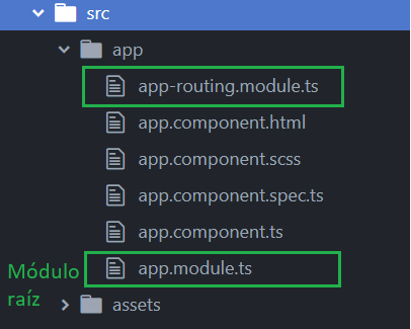 src
app
app-routing.module.ts
app.component.html
app.component.scss
app.component.spec.ts
app.component.ts
app.module.ts
Módulo
raíz
assets